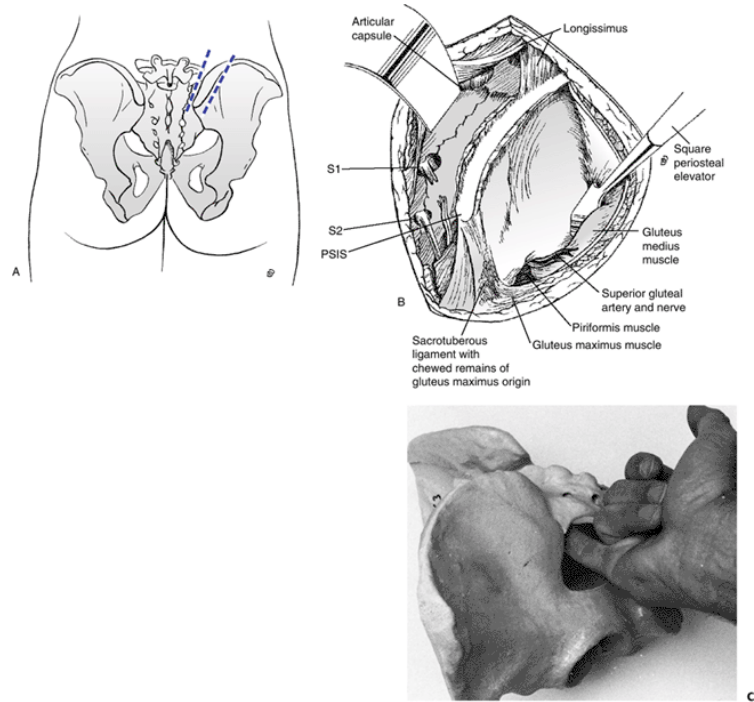 A
Articular
capsule
Longissimus
S1
S2
PSIS
B
Square
periosteal
elevator
Gluteus
medius
muscle
Superior gluteal
artery and nerve
Piriformis muscle
Gluteus maximus muscle
Sacrotuberous
ligament with
chewed remains of
gluteus maximus origin
C